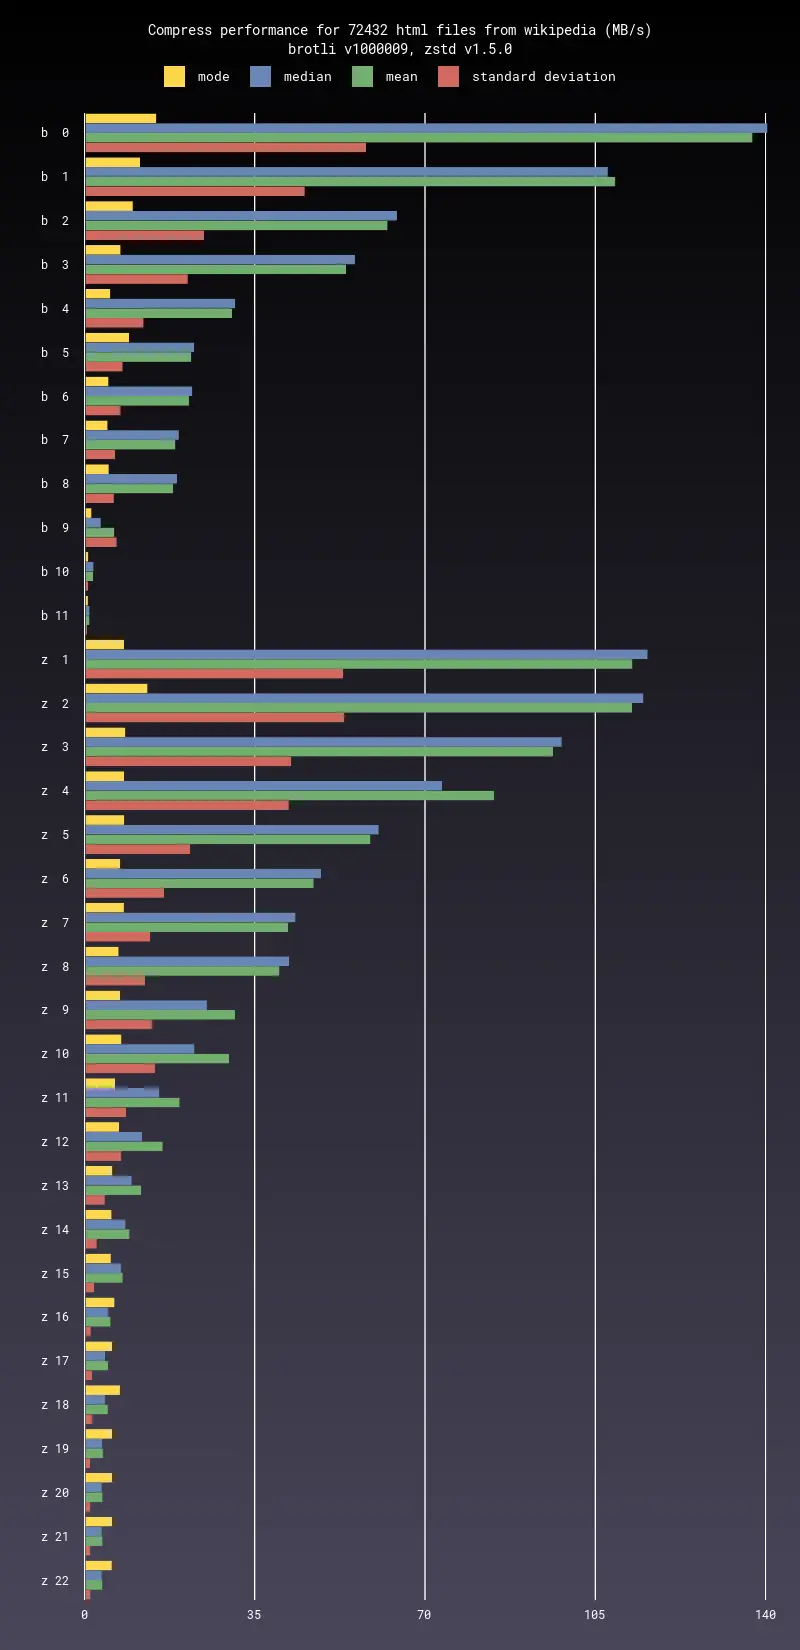 Compress performance for 72432 html files from wikipedia (MB/s)
brotli v1000009, zstd v1.5.0
mode median mean standard deviation
b 0
b 1
b 2
b 3
b 4
b 5
b 6
b 7
b 8
b 9
b 10
b 11
z 1
z 2
z 3
z 4
z 5
z 6
z 7
z 8
z 9
z 10
z 11
z 12
z 13
z 14
z 15
z 16
z 17
z 18
z 19
z 20
z 21
z 22
0 35 70 105 140